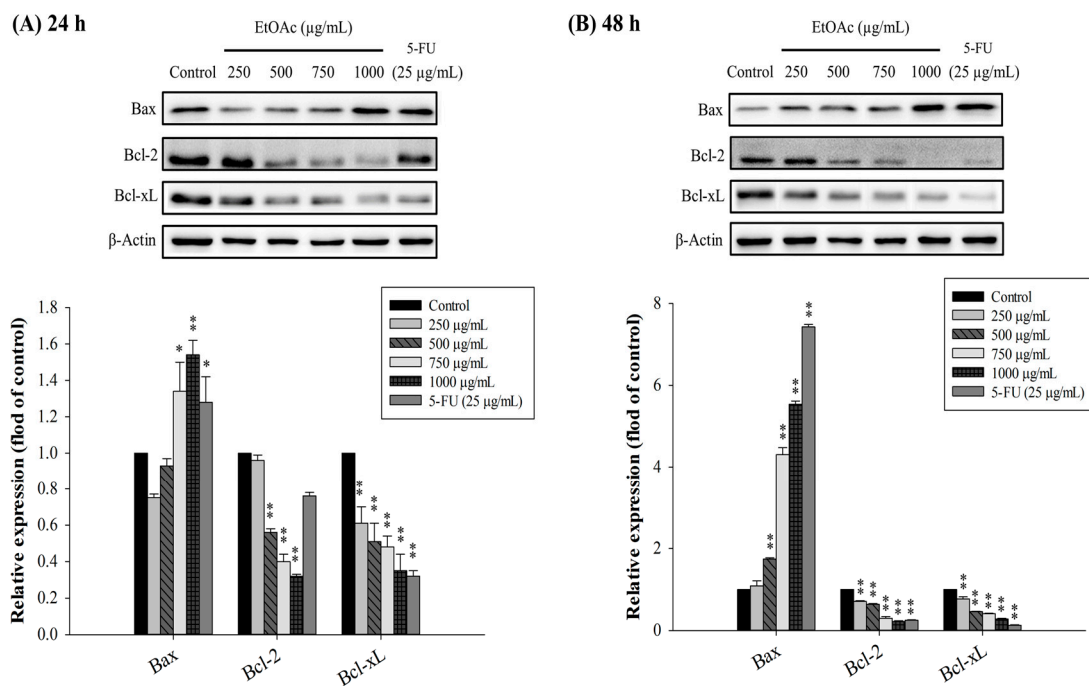 (A) 24 h
EtOAc (µg/mL)
5-FU
Control 250 500 750 1000 (25 µg/mL)
Bax
Bcl-2
Bcl-xL
β-Actin
Relative expression (flod of control)
1.8
1.6
1.4
1.2
1.0
0.8
0.6
0.4
0.2
0.0
Control
250 µg/mL
500 µg/mL
750 µg/mL
1000 µg/mL
5-FU (25 µg/mL)
* ** *
** ** **
** ** ** ** **
Bax Bcl-2 Bcl-xL
(B) 48 h
EtOAc (µg/mL)
5-FU
Control 250 500 750 1000 (25 µg/mL)
Bax
Bcl-2
Bcl-xL
β-Actin
Relative expression (flod of control)
8
6
4
2
0
Control
250 µg/mL
500 µg/mL
750 µg/mL
1000 µg/mL
5-FU (25 µg/mL)
** ** ** **
** ** ** ** **
** ** ** ** **
Bax Bcl-2 Bcl-xL